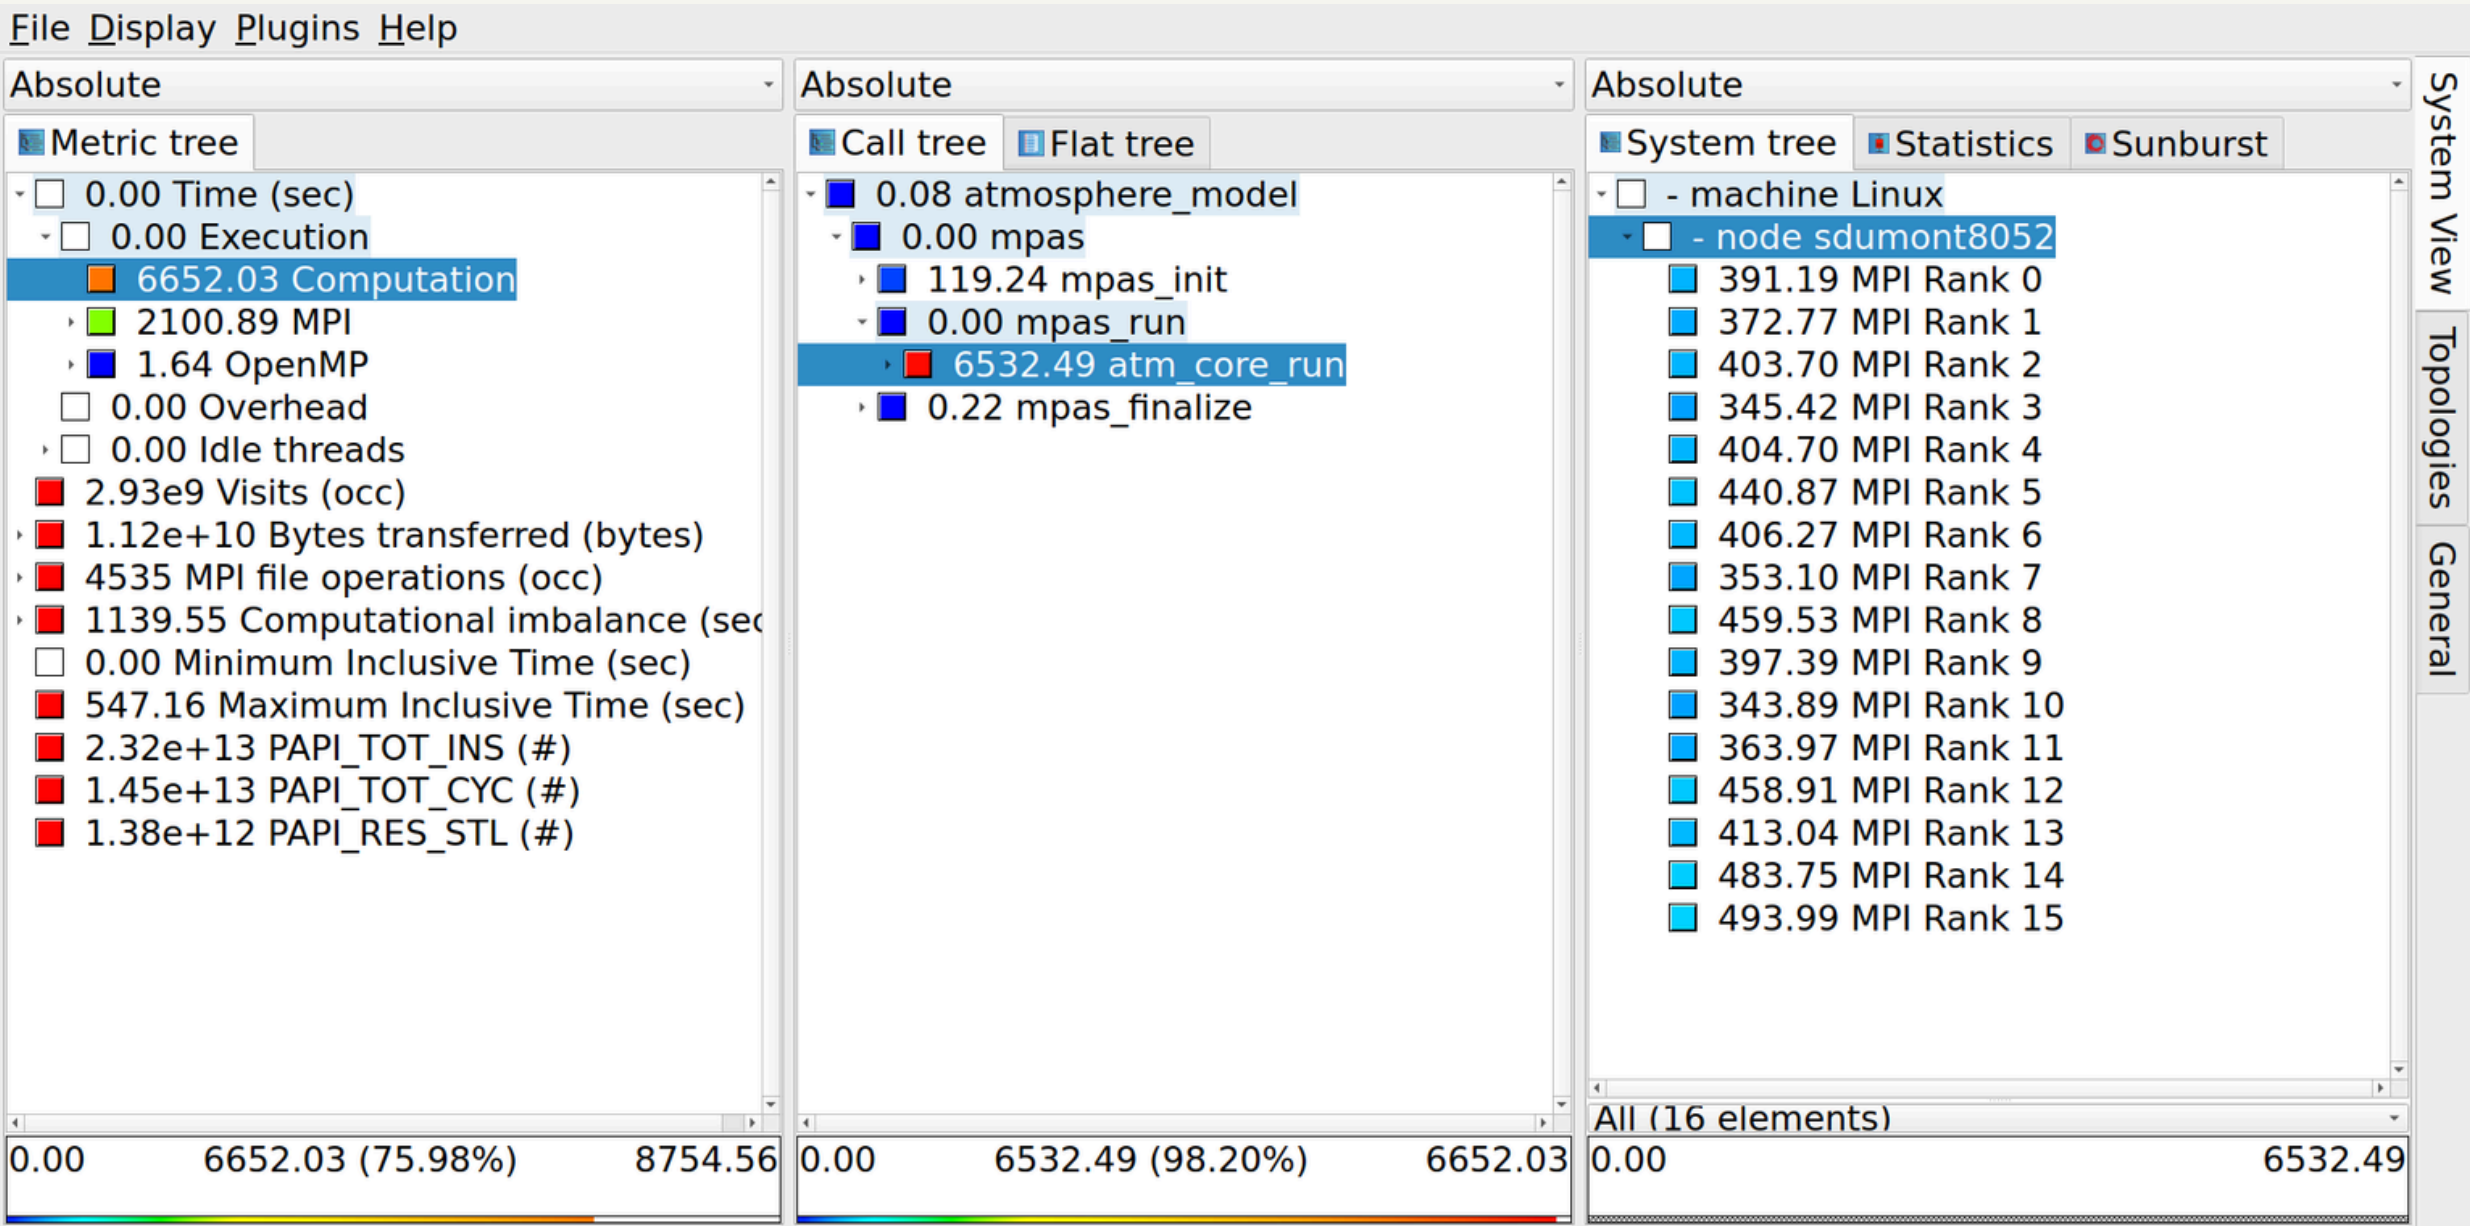 File Display Plugins Help
Absolute
Metric tree
0.00 Time (sec)
0.00 Execution
6652.03 Computation
2100.89 MPI
1.64 OpenMP
0.00 Overhead
0.00 Idle threads
2.93e9 Visits (occ)
1.12e+10 Bytes transferred (bytes)
4535 MPI file operations (occ)
1139.55 Computational imbalance (sec
0.00 Minimum Inclusive Time (sec)
547.16 Maximum Inclusive Time (sec)
2.32e+13 PAPI_TOT_INS (#)
1.45e+13 PAPI_TOT_CYC (#)
1.38e+12 PAPI_RES_STL (#)
0.00 6652.03 (75.98%) 8754.56
Absolute
Call tree Flat tree
0.08 atmosphere_model
0.00 mpas
119.24 mpas_init
0.00 mpas_run
6532.49 atm_core_run
0.22 mpas_finalize
0.00 6532.49 (98.20%) 6652.03
Absolute
System tree Statistics Sunburst
- machine Linux
- node sdumont8052
391.19 MPI Rank 0
372.77 MPI Rank 1
403.70 MPI Rank 2
345.42 MPI Rank 3
404.70 MPI Rank 4
440.87 MPI Rank 5
406.27 MPI Rank 6
353.10 MPI Rank 7
459.53 MPI Rank 8
397.39 MPI Rank 9
343.89 MPI Rank 10
363.97 MPI Rank 11
458.91 MPI Rank 12
413.04 MPI Rank 13
483.75 MPI Rank 14
493.99 MPI Rank 15
All (16 elements)
0.00 6532.49
System View
Topologies
General